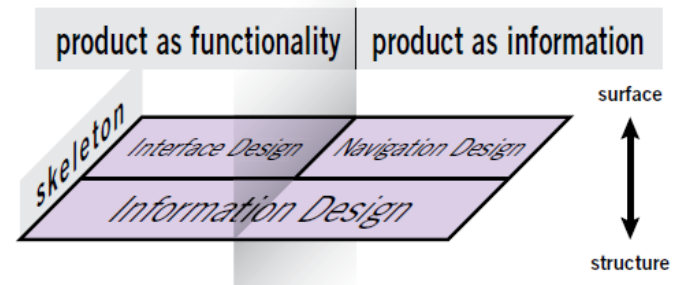 product as functionality
product as information
surface
skeleton
Interface Design
Navigation Design
Information Design
structure